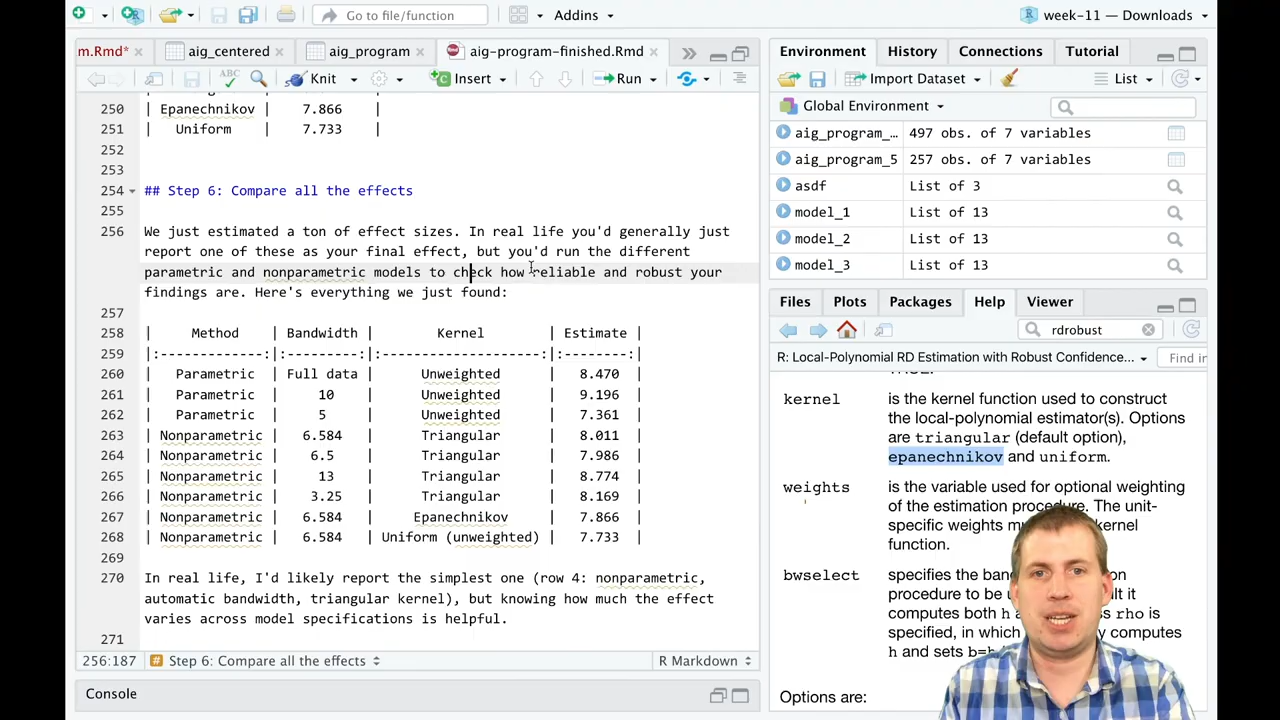 Go to file/function
Addins
week-11 — Downloads
m.Rmd*
aig_centered
aig_program
aig-program-finished.Rmd
ABC
Knit
Insert
Run
250 | Epanechnikov | 7.866 |
251 | Uniform | 7.733 |
252
253
254 ## Step 6: Compare all the effects
255
256 We just estimated a ton of effect sizes. In real life you'd generally just
report one of these as your final effect, but you'd run the different
parametric and nonparametric models to check how reliable and robust your
findings are. Here's everything we just found:
257
258 | Method | Bandwidth | Kernel | Estimate |
259 |:-------------:|:---------:|:--------------------:|:--------:|
260 | Parametric | Full data | Unweighted | 8.470 |
261 | Parametric | 10 | Unweighted | 9.196 |
262 | Parametric | 5 | Unweighted | 7.361 |
263 | Nonparametric | 6.584 | Triangular | 8.011 |
264 | Nonparametric | 6.5 | Triangular | 7.986 |
265 | Nonparametric | 13 | Triangular | 8.774 |
266 | Nonparametric | 3.25 | Triangular | 8.169 |
267 | Nonparametric | 6.584 | Epanechnikov | 7.866 |
268 | Nonparametric | 6.584 | Uniform (unweighted) | 7.733 |
269
270 In real life, I'd likely report the simplest one (row 4: nonparametric,
automatic bandwidth, triangular kernel), but knowing how much the effect
varies across model specifications is helpful.
271
256:187 # Step 6: Compare all the effects R Markdown
Console
Environment History Connections Tutorial
Import Dataset List
Global Environment
aig_program_… 497 obs. of 7 variables
aig_program_5 257 obs. of 7 variables
asdf List of 3
model_1 List of 13
model_2 List of 13
model_3 List of 13
Files Plots Packages Help Viewer
rdrobust
R: Local-Polynomial RD Estimation with Robust Confidence... Find in
kernel is the kernel function used to construct
the local-polynomial estimator(s). Options
are triangular (default option),
epanechnikov and uniform.
weights is the variable used for optional weighting
of the estimation procedure. The unit-
specific weights kernel
function.
bwselect specifies the
procedure to be it
computes both h rho is
specified, in which computes
h and sets
Options are: